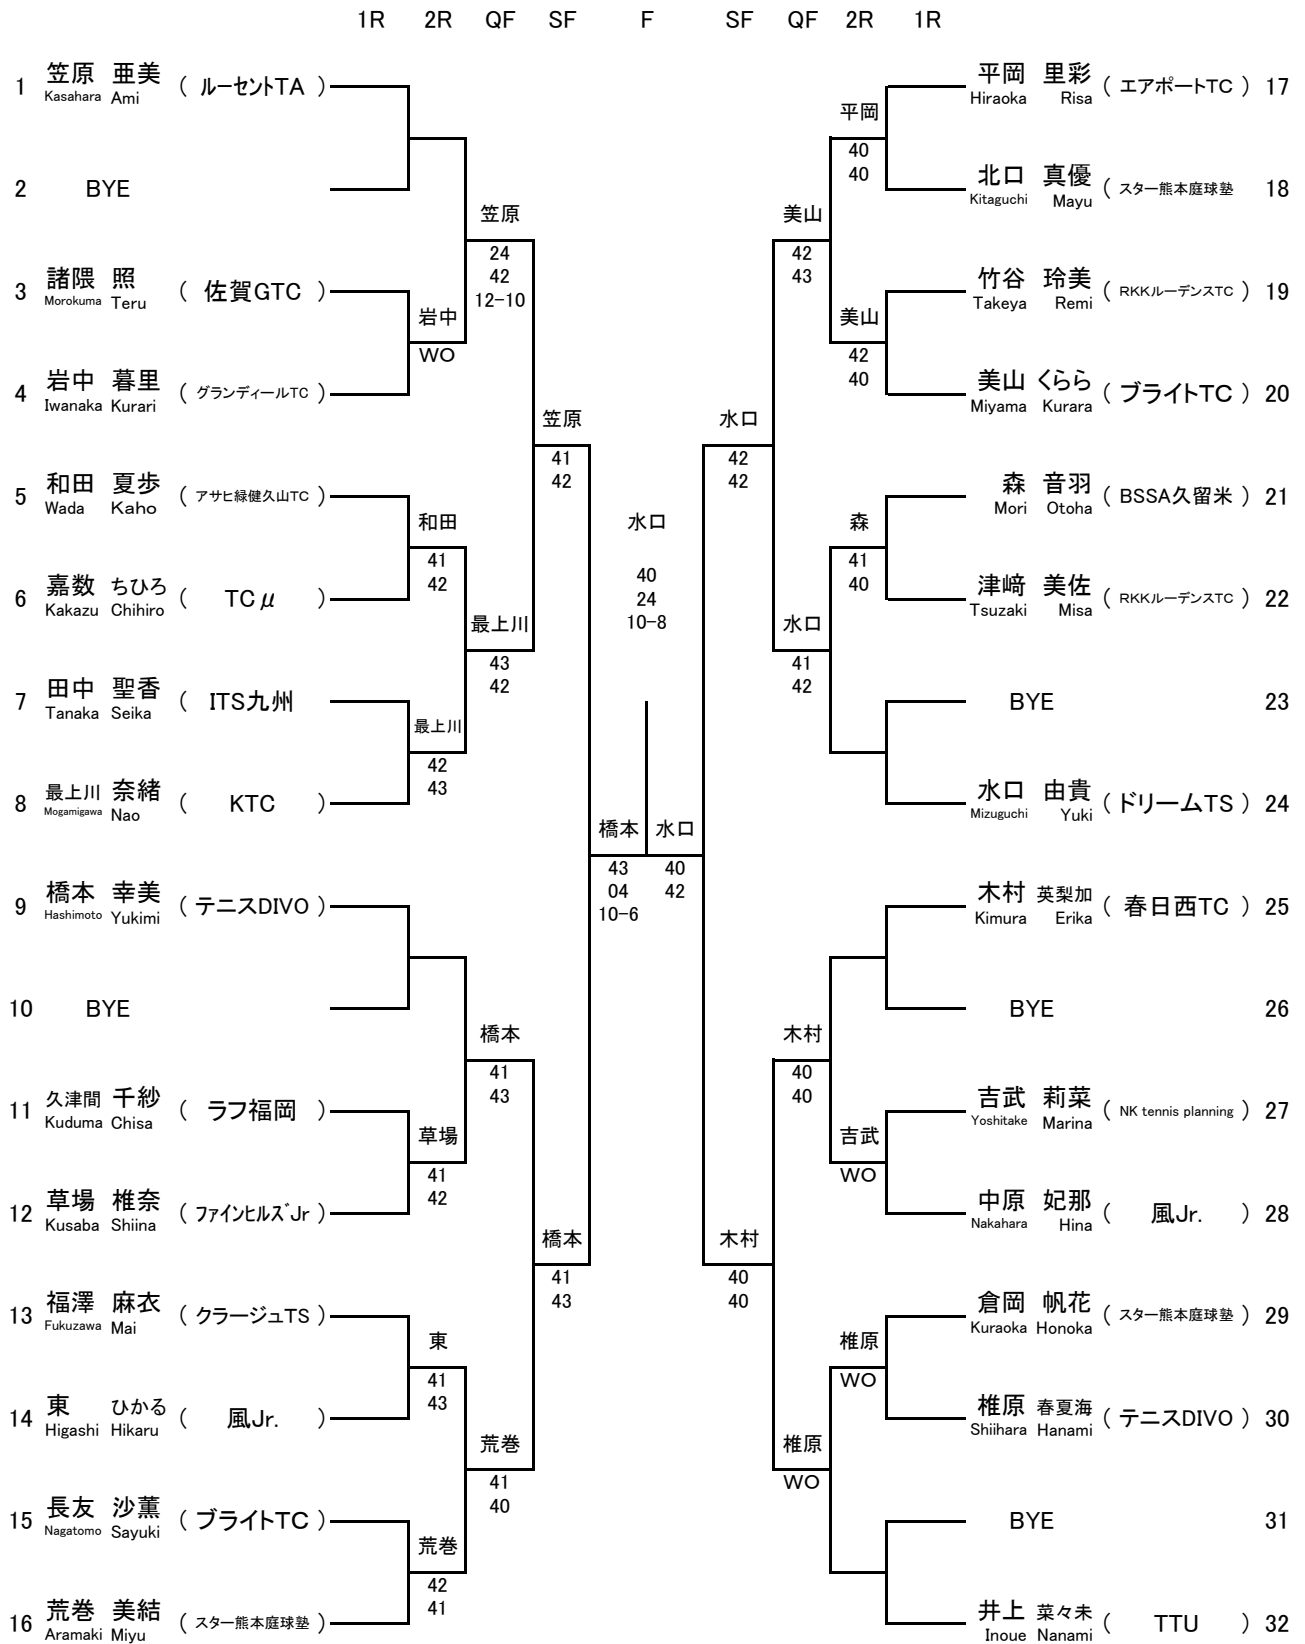 1R 2R QF SF F SF QF 2R 1R
1 笠原 亜美 ( ルーセントTA )
Kasahara Ami
2 BYE
3 諸隈 照 ( 佐賀GTC )
Morokuma Teru
4 岩中 暮里 ( グランディールTC )
Iwanaka Kurari
5 和田 夏歩 ( アサヒ緑健久山TC )
Wada Kaho
6 嘉数 ちひろ ( TCμ )
Kakazu Chihiro
7 田中 聖香 ( ITS九州 )
Tanaka Seika
8 最上川 奈緒 ( KTC )
Mogamigawa Nao
9 橋本 幸美 ( テニスDIVO )
Hashimoto Yukimi
10 BYE
11 久津間 千紗 ( ラフ福岡 )
Kuduma Chisa
12 草場 椎奈 ( ファインヒルズJr )
Kusaba Shiina
13 福澤 麻衣 ( クラージュTS )
Fukuzawa Mai
14 東 ひかる ( 風Jr. )
Higashi Hikaru
15 長友 沙薫 ( ブライトTC )
Nagatomo Sayuki
16 荒巻 美結 ( スター熊本庭球塾 )
Aramaki Miyu
岩中
WO
和田
41
42
最上川
42
43
草場
41
42
東
41
43
荒巻
42
41
笠原
24
42
12-10
最上川
43
42
橋本
41
43
荒巻
41
40
笠原
41
42
橋本
41
43
水口
40
24
10-8
橋本
43
04
10-6
水口
40
42
水口
42
42
木村
40
40
美山
42
43
水口
41
42
木村
40
40
椎原
WO
平岡
40
40
美山
42
40
森
41
40
吉武
WO
椎原
WO
平岡 里彩 ( エアポートTC ) 17
Hiraoka Risa
北口 真優 ( スター熊本庭球塾 18
Kitaguchi Mayu
竹谷 玲美 ( RKKルーデンスTC ) 19
Takeya Remi
美山 くらら ( ブライトTC ) 20
Miyama Kurara
森 音羽 ( BSSA久留米 ) 21
Mori Otoha
津﨑 美佐 ( RKKルーデンスTC ) 22
Tsuzaki Misa
BYE 23
水口 由貴 ( ドリームTS ) 24
Mizuguchi Yuki
木村 英梨加 ( 春日西TC ) 25
Kimura Erika
BYE 26
吉武 莉菜 ( NK tennis planning ) 27
Yoshitake Marina
中原 妃那 ( 風Jr. ) 28
Nakahara Hina
倉岡 帆花 ( スター熊本庭球塾 ) 29
Kuraoka Honoka
椎原 春夏海 ( テニスDIVO ) 30
Shiihara Hanami
BYE 31
井上 菜々未 ( TTU ) 32
Inoue Nanami